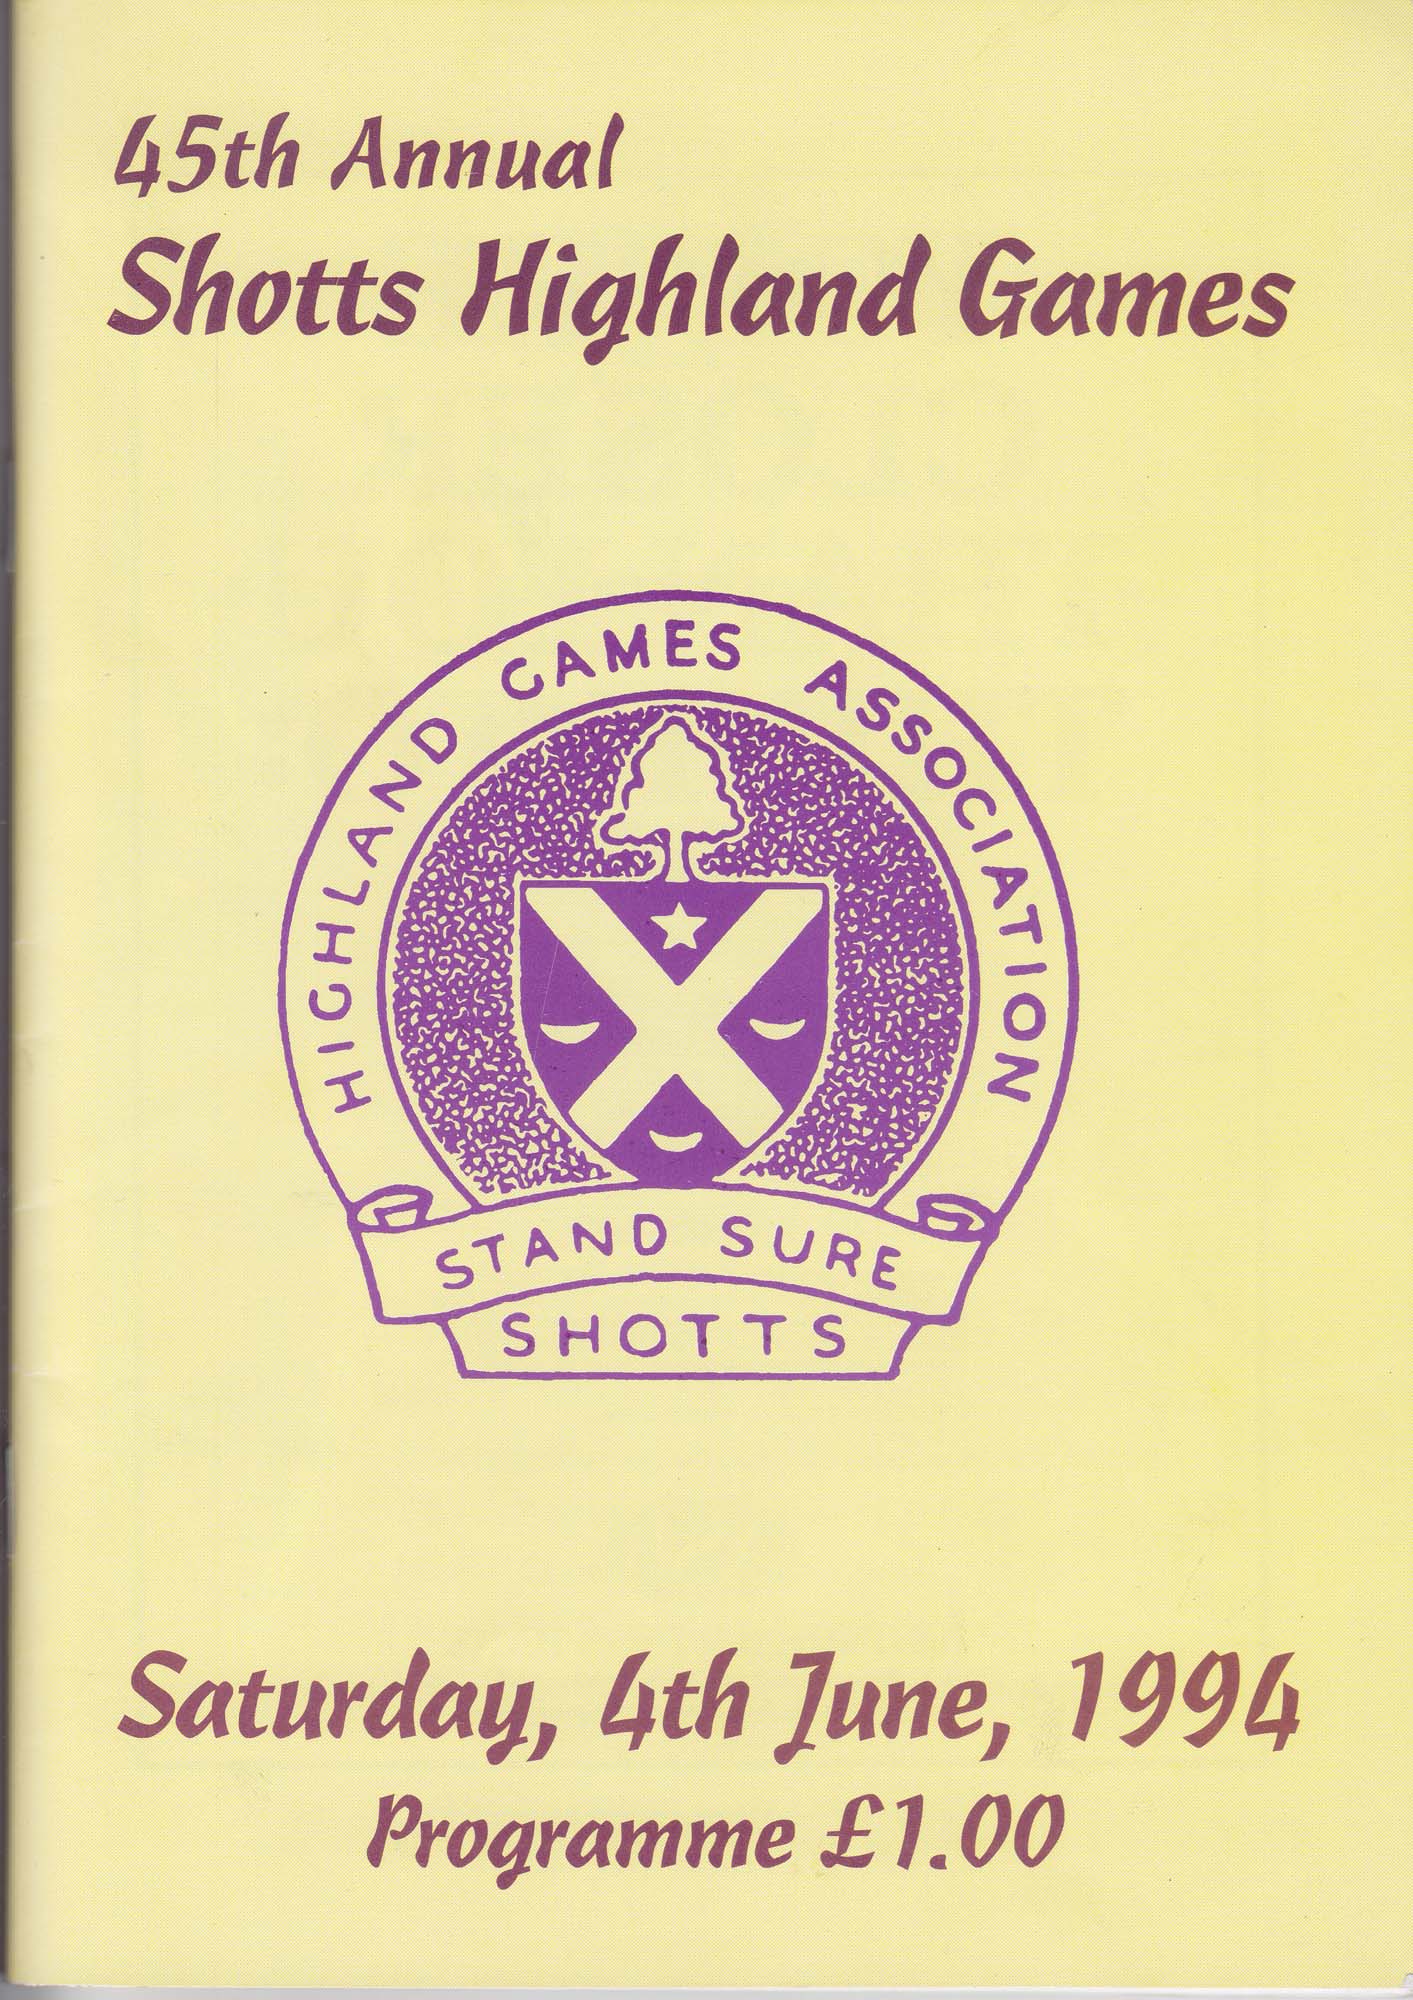 45th Annual
Shotts Highland Games
HIGHLAND GAMES ASSOCIATION
STAND SURE
SHOTTS
Saturday, 4th June, 1994
Programme £1.00